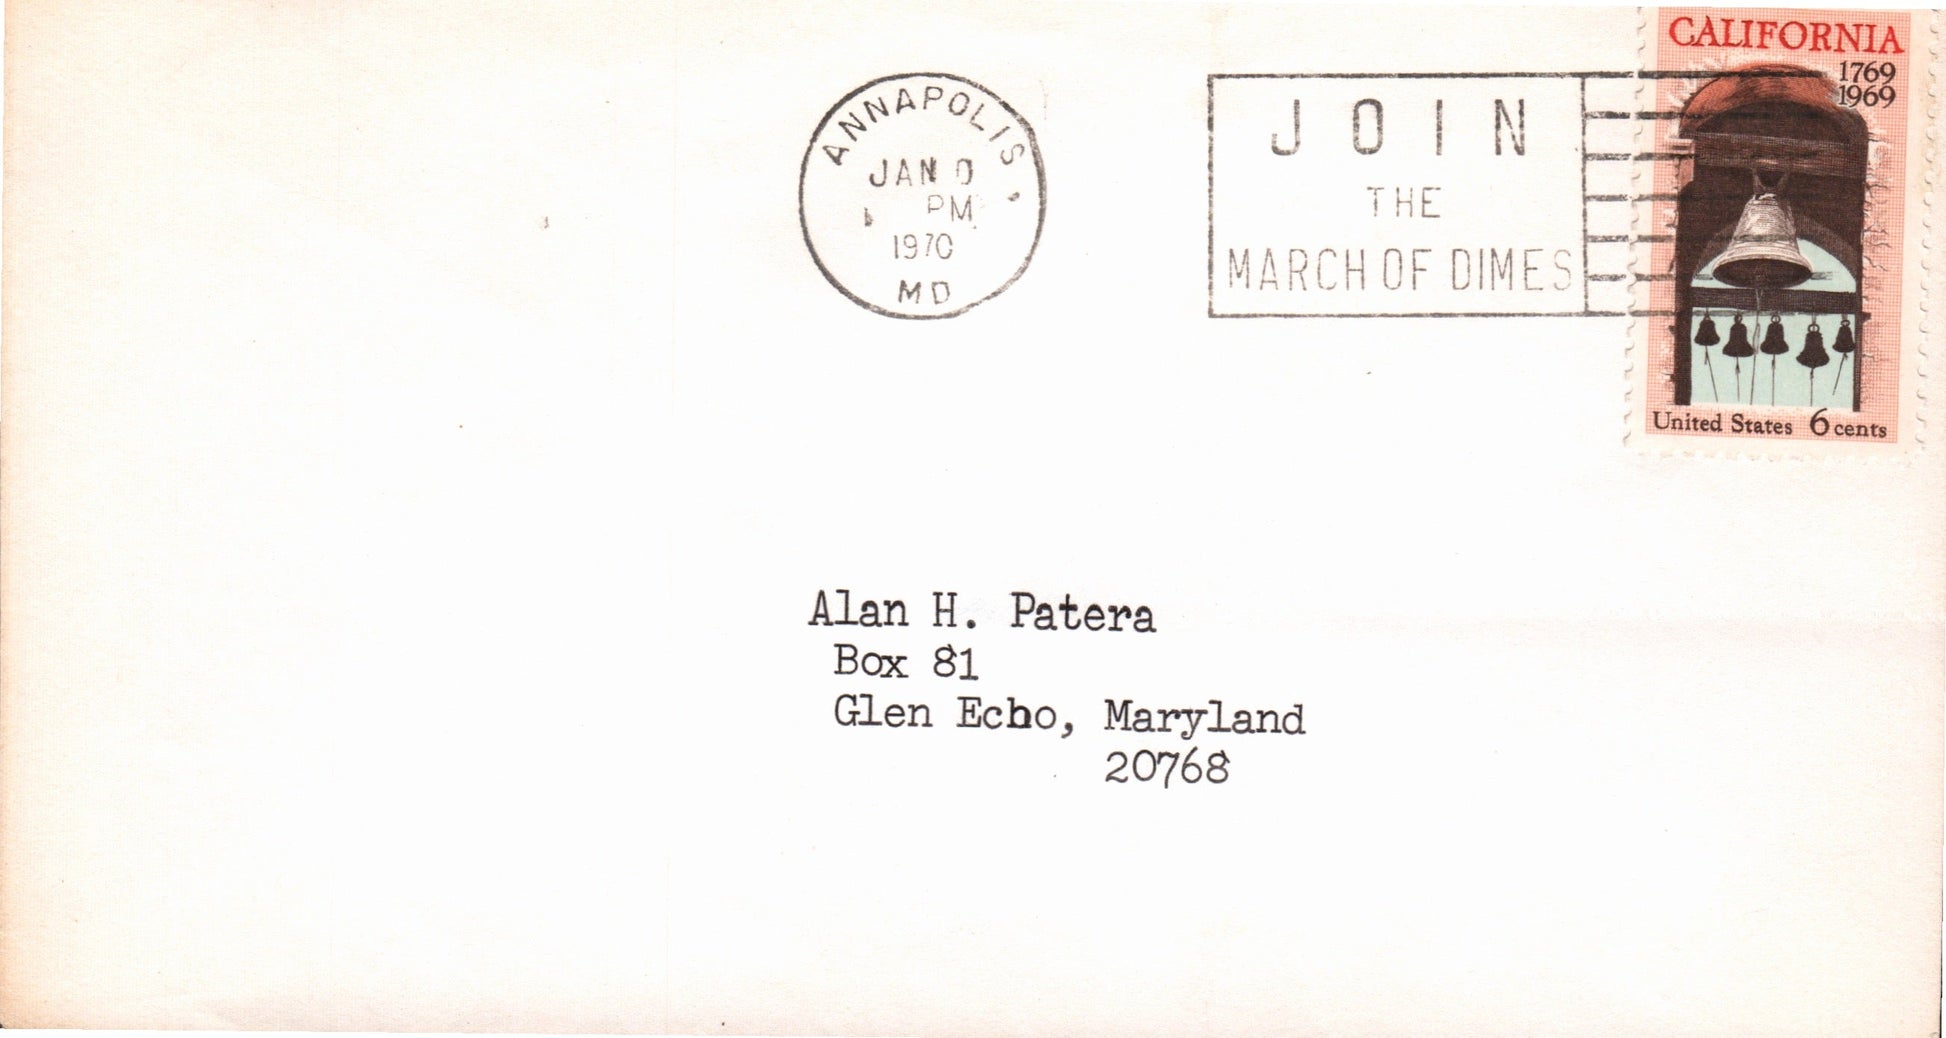 ANNAPOLIS,
JAN
PM
1970
MD
JOIN
THE
MARCH OF DIMES
CALIFORNIA
1769
1969
United States 6 cents
Alan H. Patera
Box 81
Glen Echo, Maryland
20768